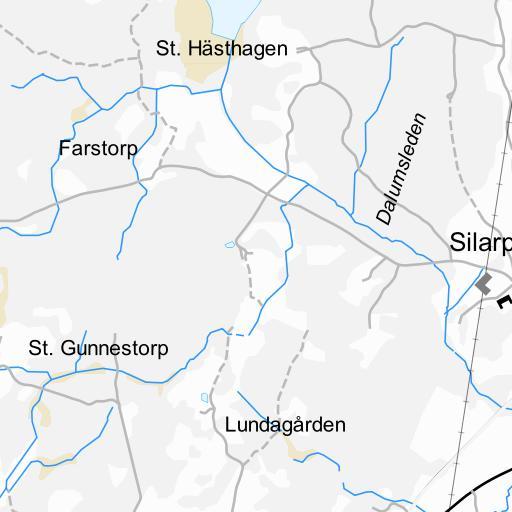 St. Hästhagen
Farstorp
Dalumsleden
Silarp
St. Gunnestorp
Lundagården